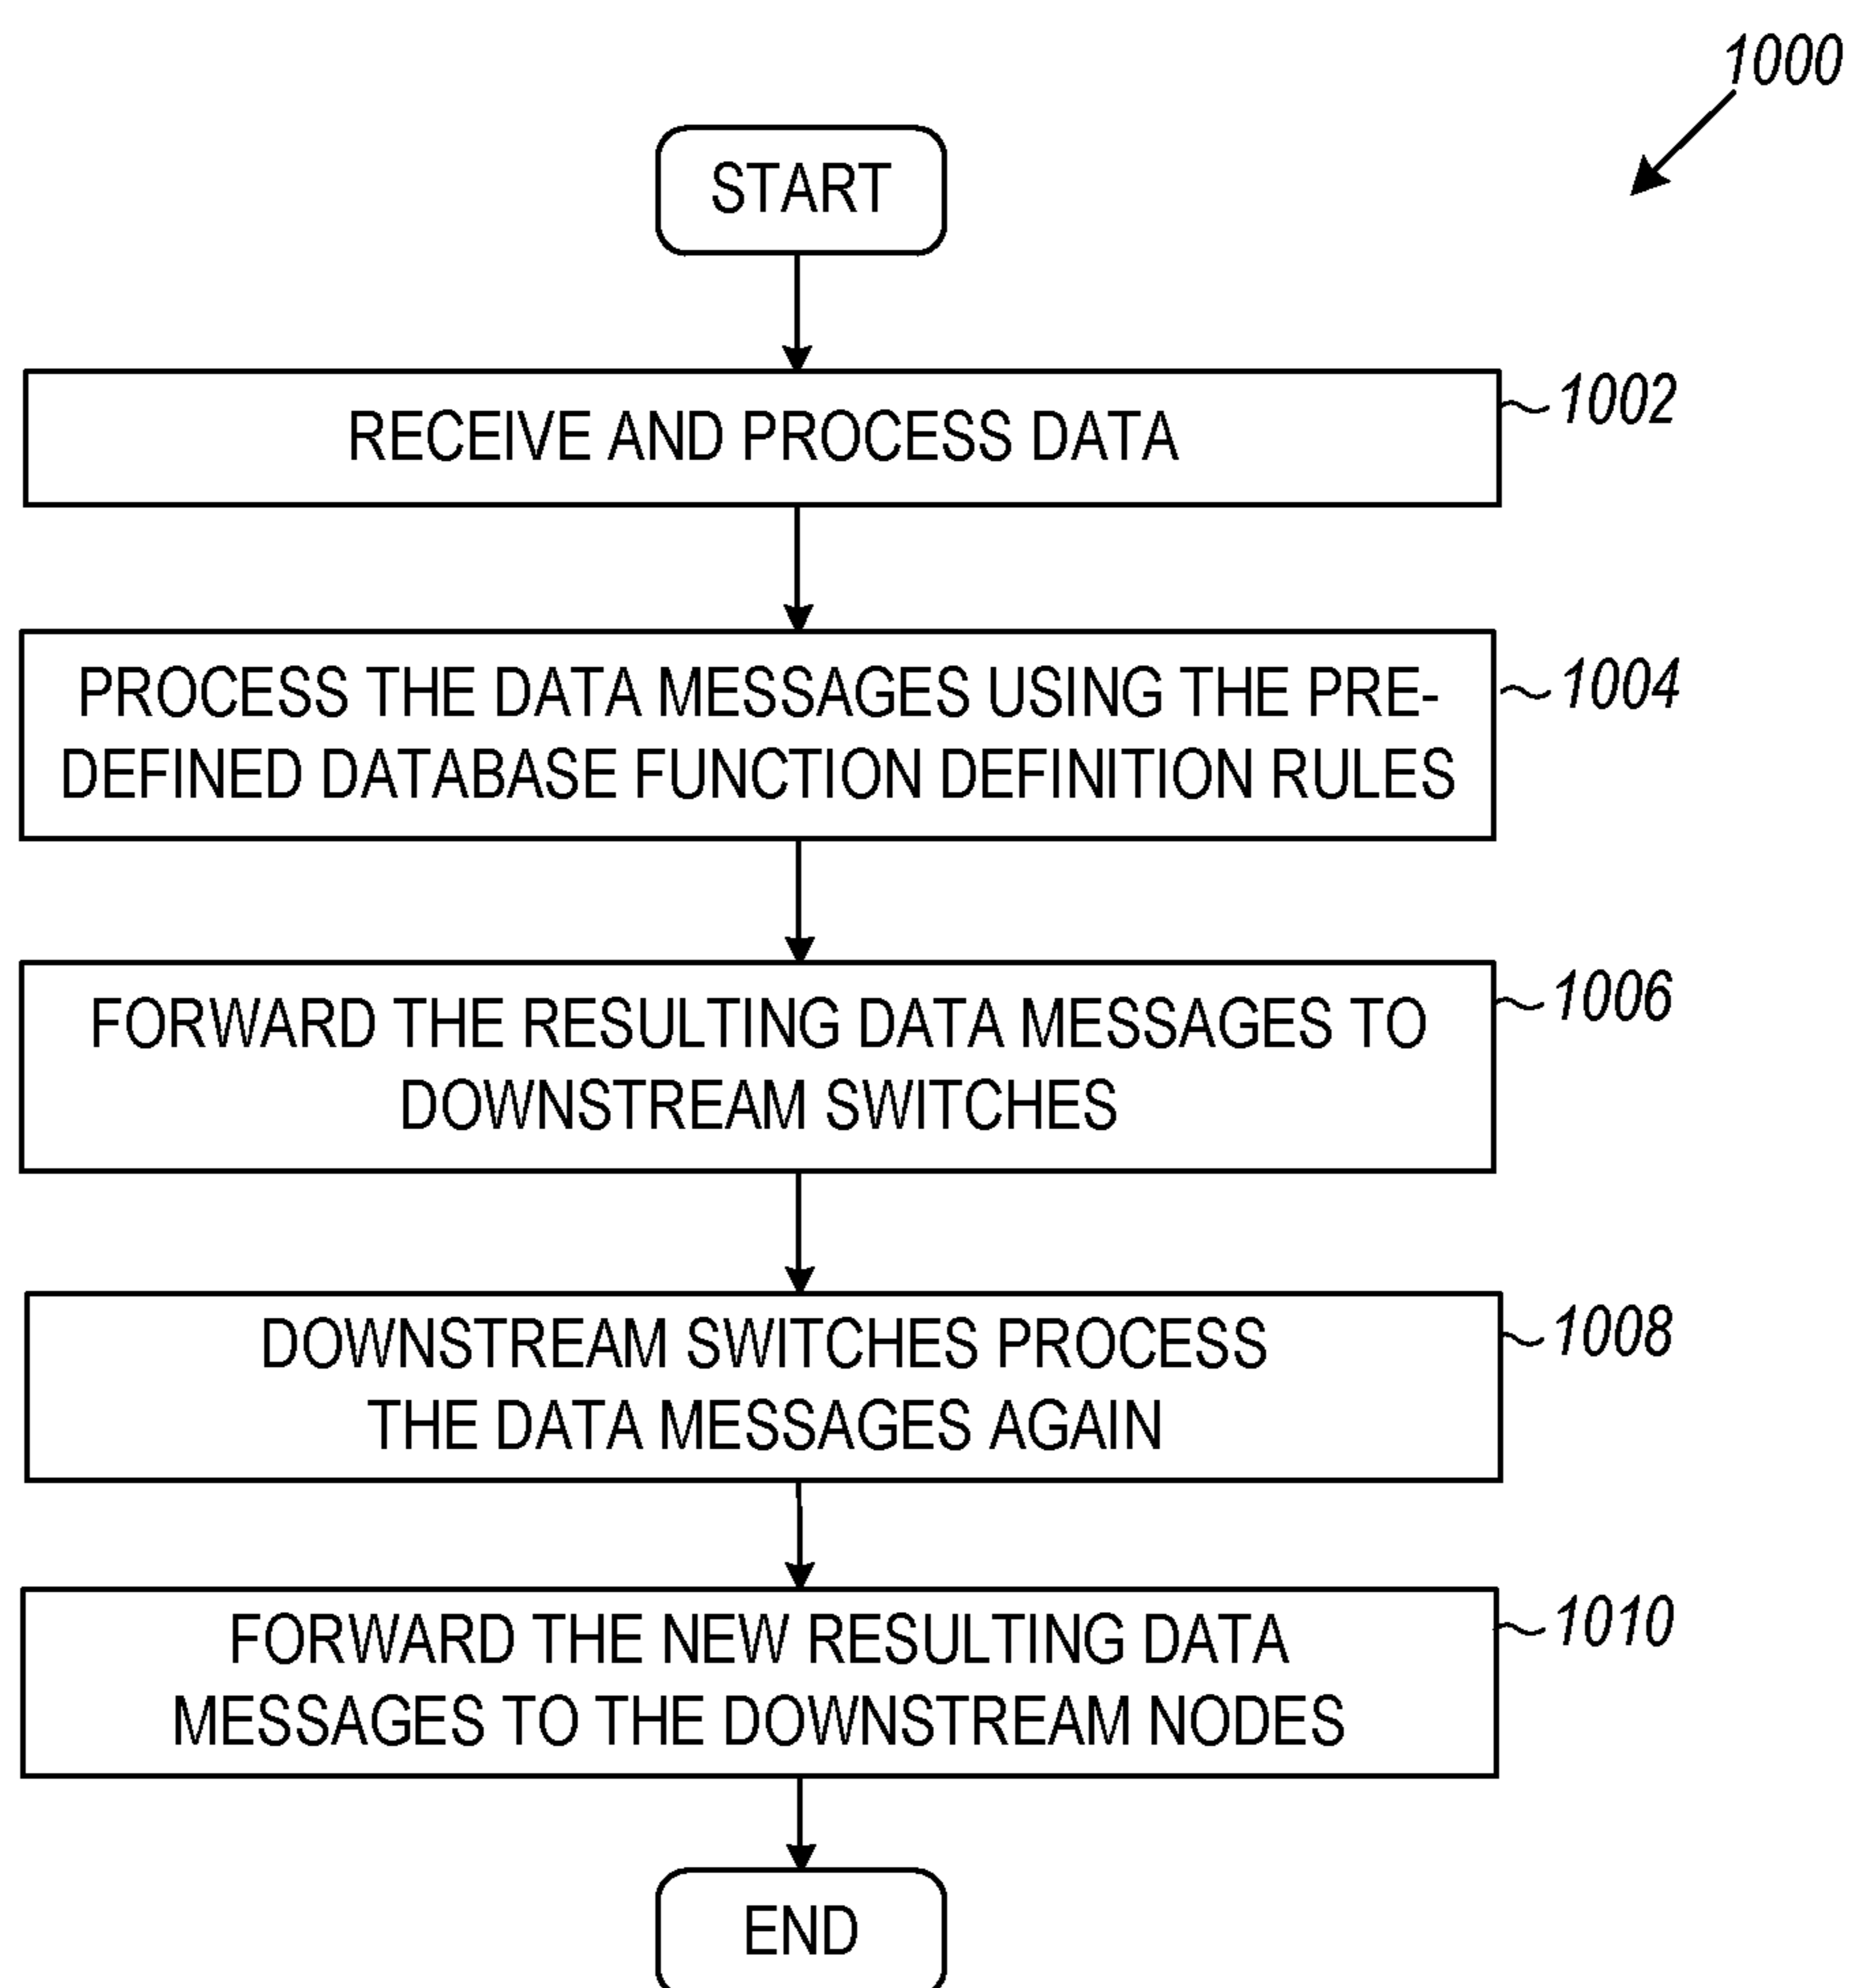 1000
START
RECEIVE AND PROCESS DATA
1002
PROCESS THE DATA MESSAGES USING THE PRE-
DEFINED DATABASE FUNCTION DEFINITION RULES
1004
FORWARD THE RESULTING DATA MESSAGES TO
DOWNSTREAM SWITCHES
1006
DOWNSTREAM SWITCHES PROCESS
THE DATA MESSAGES AGAIN
1008
FORWARD THE NEW RESULTING DATA
MESSAGES TO THE DOWNSTREAM NODES
1010
END